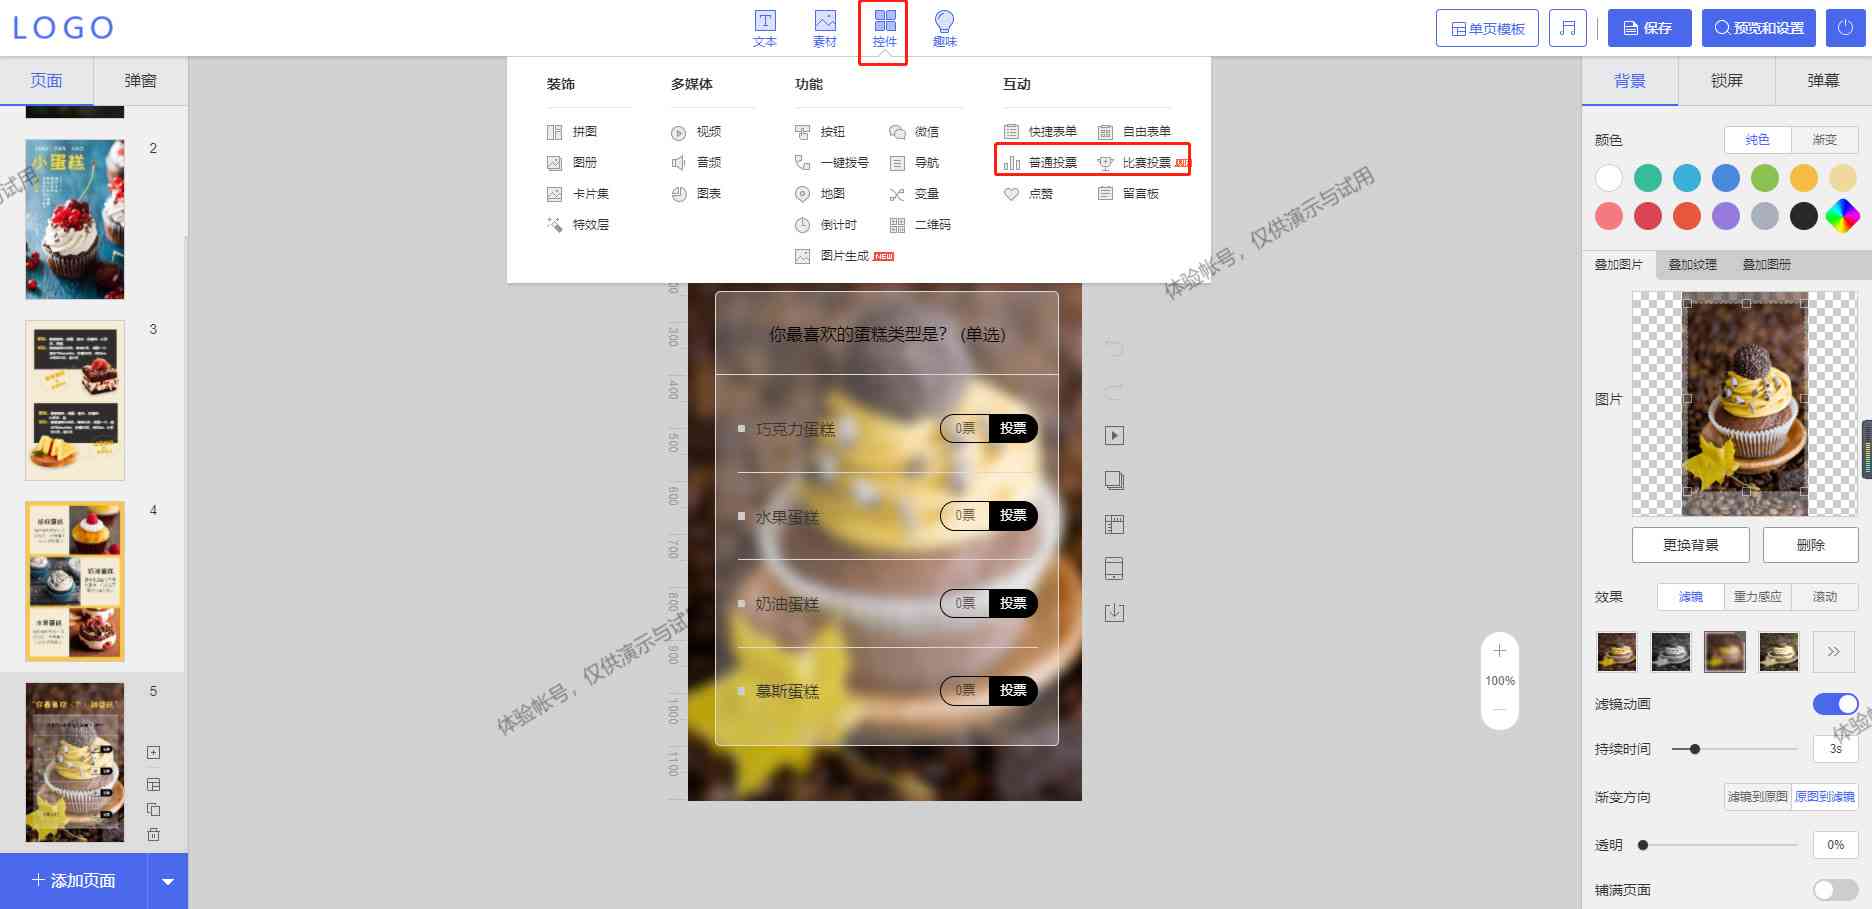 LOGO
文本
素材
控件
趣味
单页模板
保存
预览和设置
页面
弹窗
装饰
多媒体
功能
互动
拼图
视频
按钮
微信
快捷表单
自由表单
图册
音频
一键拨号
导航
普通投票
比赛投票
卡片集
图表
地图
变量
点赞
留言板
特效层
倒计时
二维码
图片生成
NEW
2
小蛋糕
3
4
奶油蛋糕
水果蛋糕
5
添加页面
300
400
500
600
700
800
900
1000
1100
你最喜欢的蛋糕类型是？ (单选)
巧克力蛋糕
0票
投票
水果蛋糕
0票
投票
奶油蛋糕
0票
投票
慕斯蛋糕
0票
投票
体验帐号，仅供演示与试用
体验帐号，仅供演示与试用
100%
背景
锁屏
弹幕
颜色
纯色
渐变
叠加图片
叠加纹理
叠加图册
图片
更换背景
删除
效果
滤镜
重力感应
滚动
滤镜动画
持续时间
3s
渐变方向
滤镜到原图
原图到滤镜
透明
0%
铺满页面